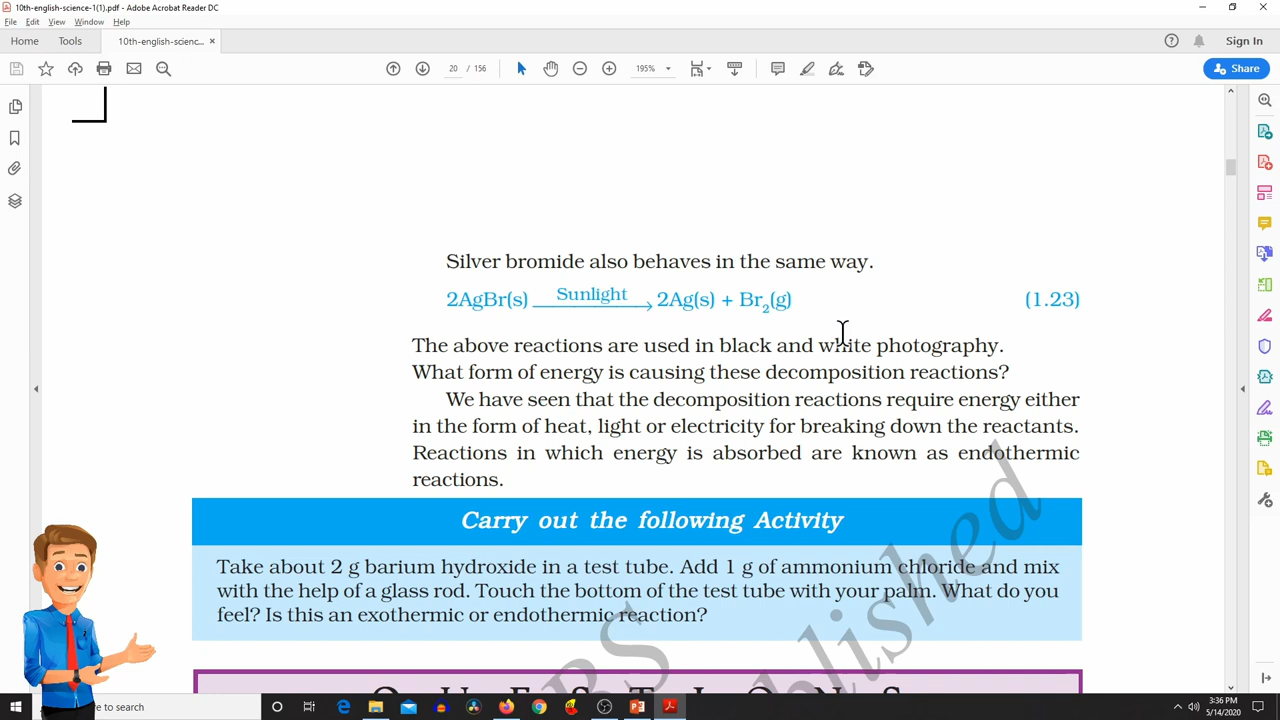 10th-english-science-1(1).pdf - Adobe Acrobat Reader DC
File Edit View Window Help
Home Tools 10th-english-scienc... × Sign In
20 / 156 195% Share
Silver bromide also behaves in the same way.
2AgBr(s) Sunlight → 2Ag(s) + Br₂(g) (1.23)
The above reactions are used in black and white photography.
What form of energy is causing these decomposition reactions?
We have seen that the decomposition reactions require energy either
in the form of heat, light or electricity for breaking down the reactants.
Reactions in which energy is absorbed are known as endothermic
reactions.
Carry out the following Activity
Take about 2 g barium hydroxide in a test tube. Add 1 g of ammonium chloride and mix
with the help of a glass rod. Touch the bottom of the test tube with your palm. What do you
feel? Is this an exothermic or endothermic reaction?
Q U E S T I O N S
blished
BS
here to search
3:36 PM
5/14/2020